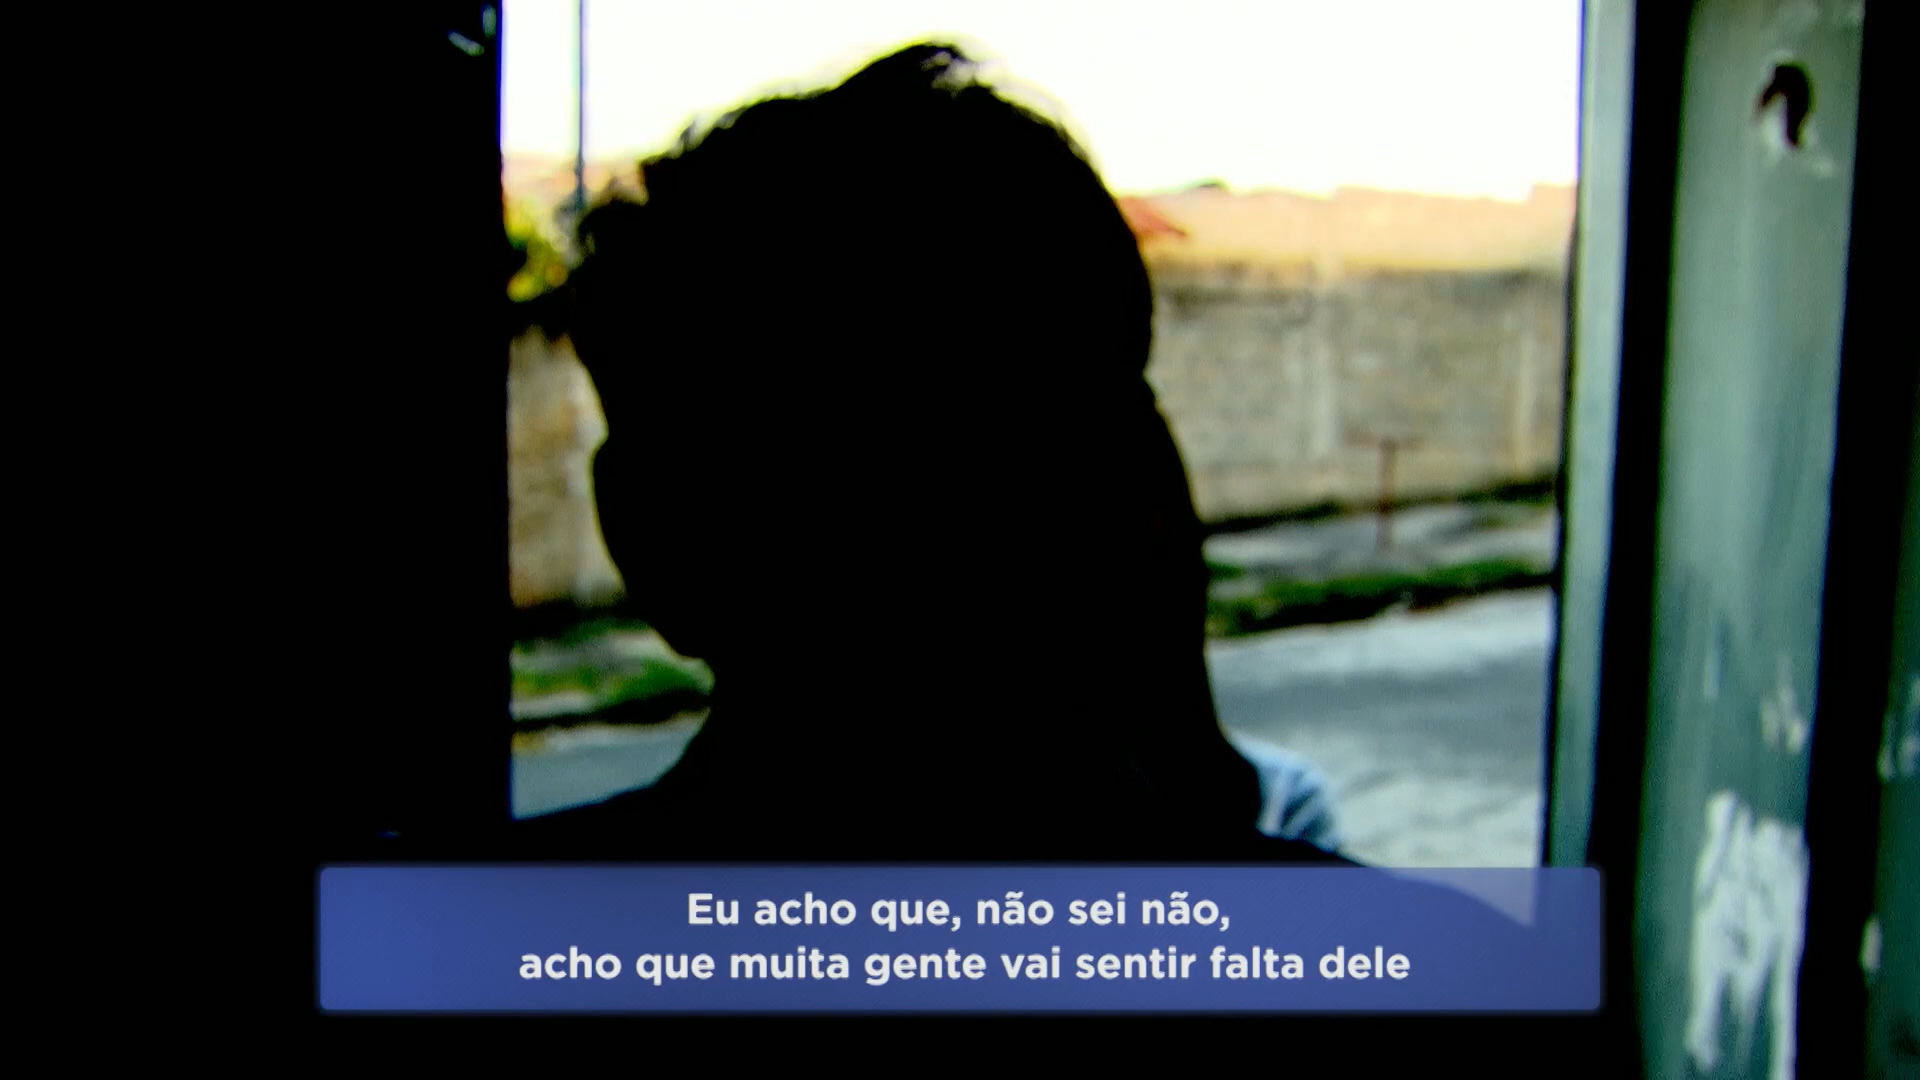 Eu acho que, não sei não,
acho que muita gente vai sentir falta dele